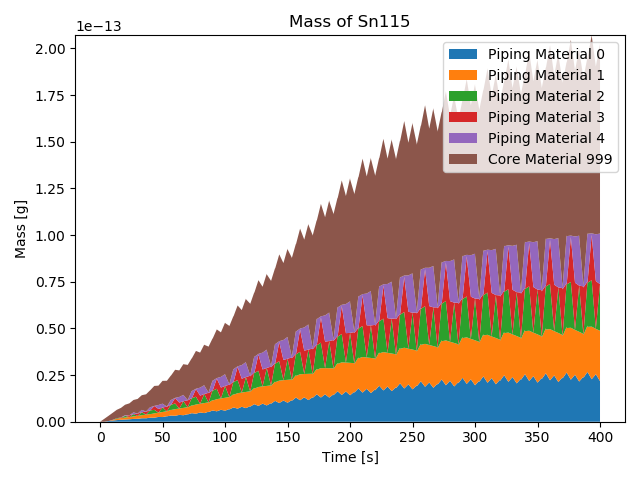 Mass of Sn115
1e−13
2.00
1.75
1.50
1.25
1.00
0.75
0.50
0.25
0.00
Mass [g]
Piping Material 0
Piping Material 1
Piping Material 2
Piping Material 3
Piping Material 4
Core Material 999
0 50 100 150 200 250 300 350 400
Time [s]